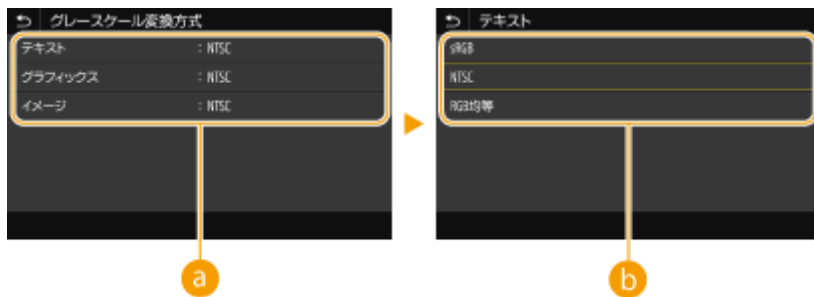 グレースケール変換方式
テキスト : NTSC
グラフィックス : NTSC
イメージ : NTSC
a
テキスト
sRGB
NTSC
RGB均等
b